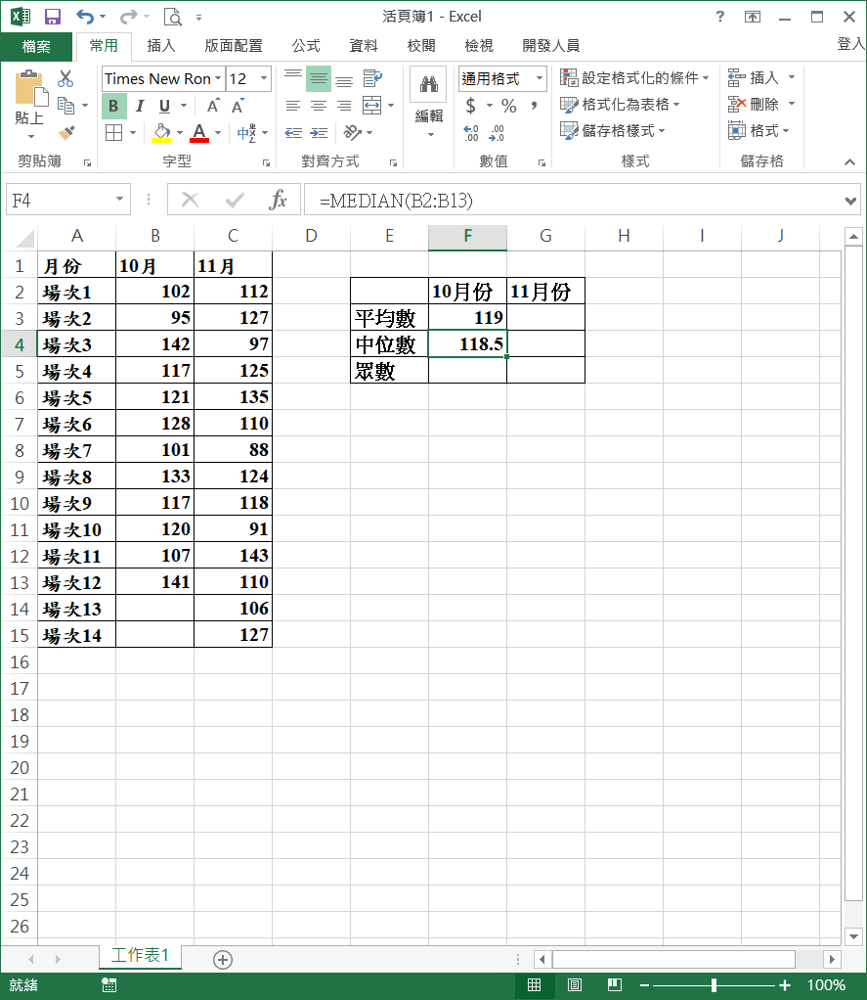 活頁簿1 - Excel
?
檔案 常用 插入 版面配置 公式 資料 校閱 檢視 開發人員 登入
貼上
Times New Ron 12
B I U A A
A 中
編輯
通用格式
$ % ,
.0 .00 .00 .0
設定格式化的條件
格式化為表格
儲存格樣式
插入
刪除
格式
剪貼簿 字型 對齊方式 數值 樣式 儲存格
F4 fx =MEDIAN(B2:B13)
A B C D E F G H I J
1 月份 10月 11月
2 場次1 102 112 10月份 11月份
3 場次2 95 127 平均數 119
4 場次3 142 97 中位數 118.5
5 場次4 117 125 眾數
6 場次5 121 135
7 場次6 128 110
8 場次7 101 88
9 場次8 133 124
10 場次9 117 118
11 場次10 120 91
12 場次11 107 143
13 場次12 141 110
14 場次13 106
15 場次14 127
16
17
18
19
20
21
22
23
24
25
26
工作表1
就緒 100%